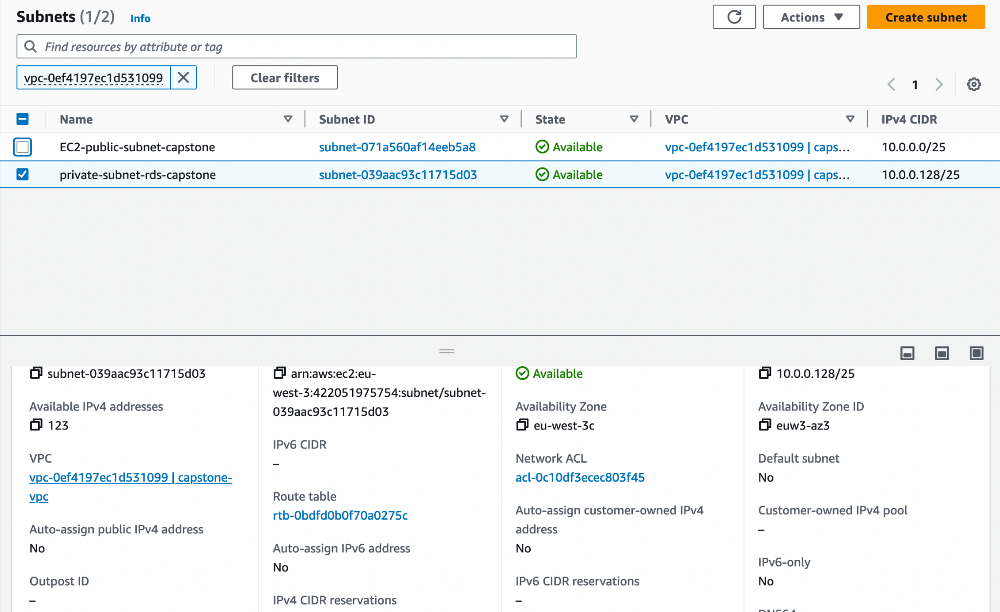 Subnets (1/2) Info
Actions
Create subnet
Find resources by attribute or tag
vpc-0ef4197ec1d531099
Clear filters
1
Name Subnet ID State VPC IPv4 CIDR
EC2-public-subnet-capstone subnet-071a560af14eeb5a8 Available vpc-0ef4197ec1d531099 | caps... 10.0.0.0/25
private-subnet-rds-capstone subnet-039aac93c11715d03 Available vpc-0ef4197ec1d531099 | caps... 10.0.0.128/25
subnet-039aac93c11715d03
Available IPv4 addresses
123
VPC
vpc-0ef4197ec1d531099 | capstone-
vpc
Auto-assign public IPv4 address
No
Outpost ID
–
arn:aws:ec2:eu-
west-3:422051975754:subnet/subnet-
039aac93c11715d03
IPv6 CIDR
–
Route table
rtb-0bdfd0b0f70a0275c
Auto-assign IPv6 address
No
IPv4 CIDR reservations
Available
Availability Zone
eu-west-3c
Network ACL
acl-0c10df3ecec803f45
Auto-assign customer-owned IPv4
address
No
IPv6 CIDR reservations
–
10.0.0.128/25
Availability Zone ID
euw3-az3
Default subnet
No
Customer-owned IPv4 pool
–
IPv6-only
No